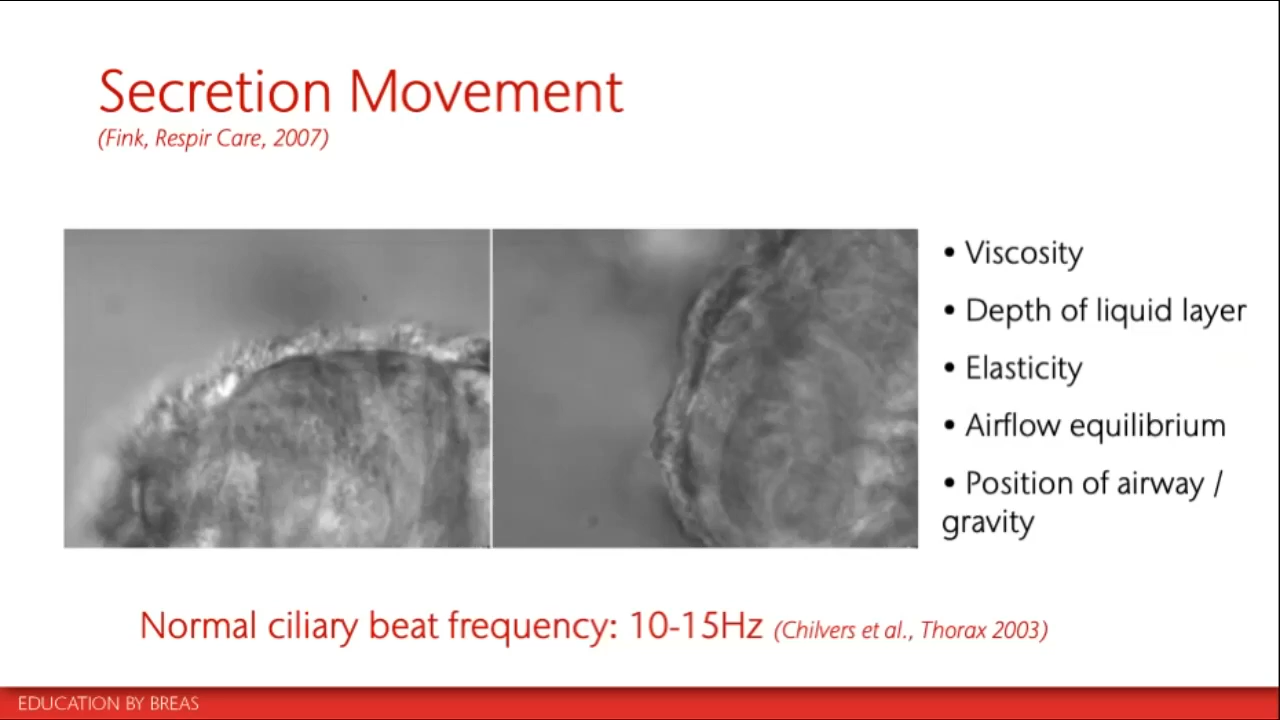 Secretion Movement
(Fink, Respir Care, 2007)
• Viscosity
• Depth of liquid layer
• Elasticity
• Airflow equilibrium
• Position of airway /
gravity
Normal ciliary beat frequency: 10-15Hz (Chilvers et al., Thorax 2003)
EDUCATION BY BREAS